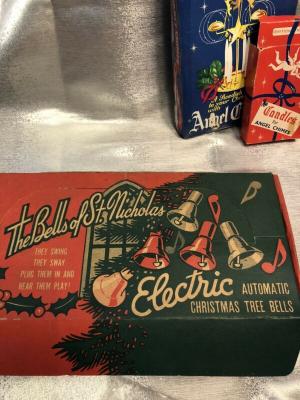 Angel
Candles
for
ANGEL CHIMES
The Bells of St. Nicholas
THEY SWING
THEY SWAY
PLUG THEM IN AND
HEAR THEM PLAY!
Electric AUTOMATIC
CHRISTMAS TREE BELLS